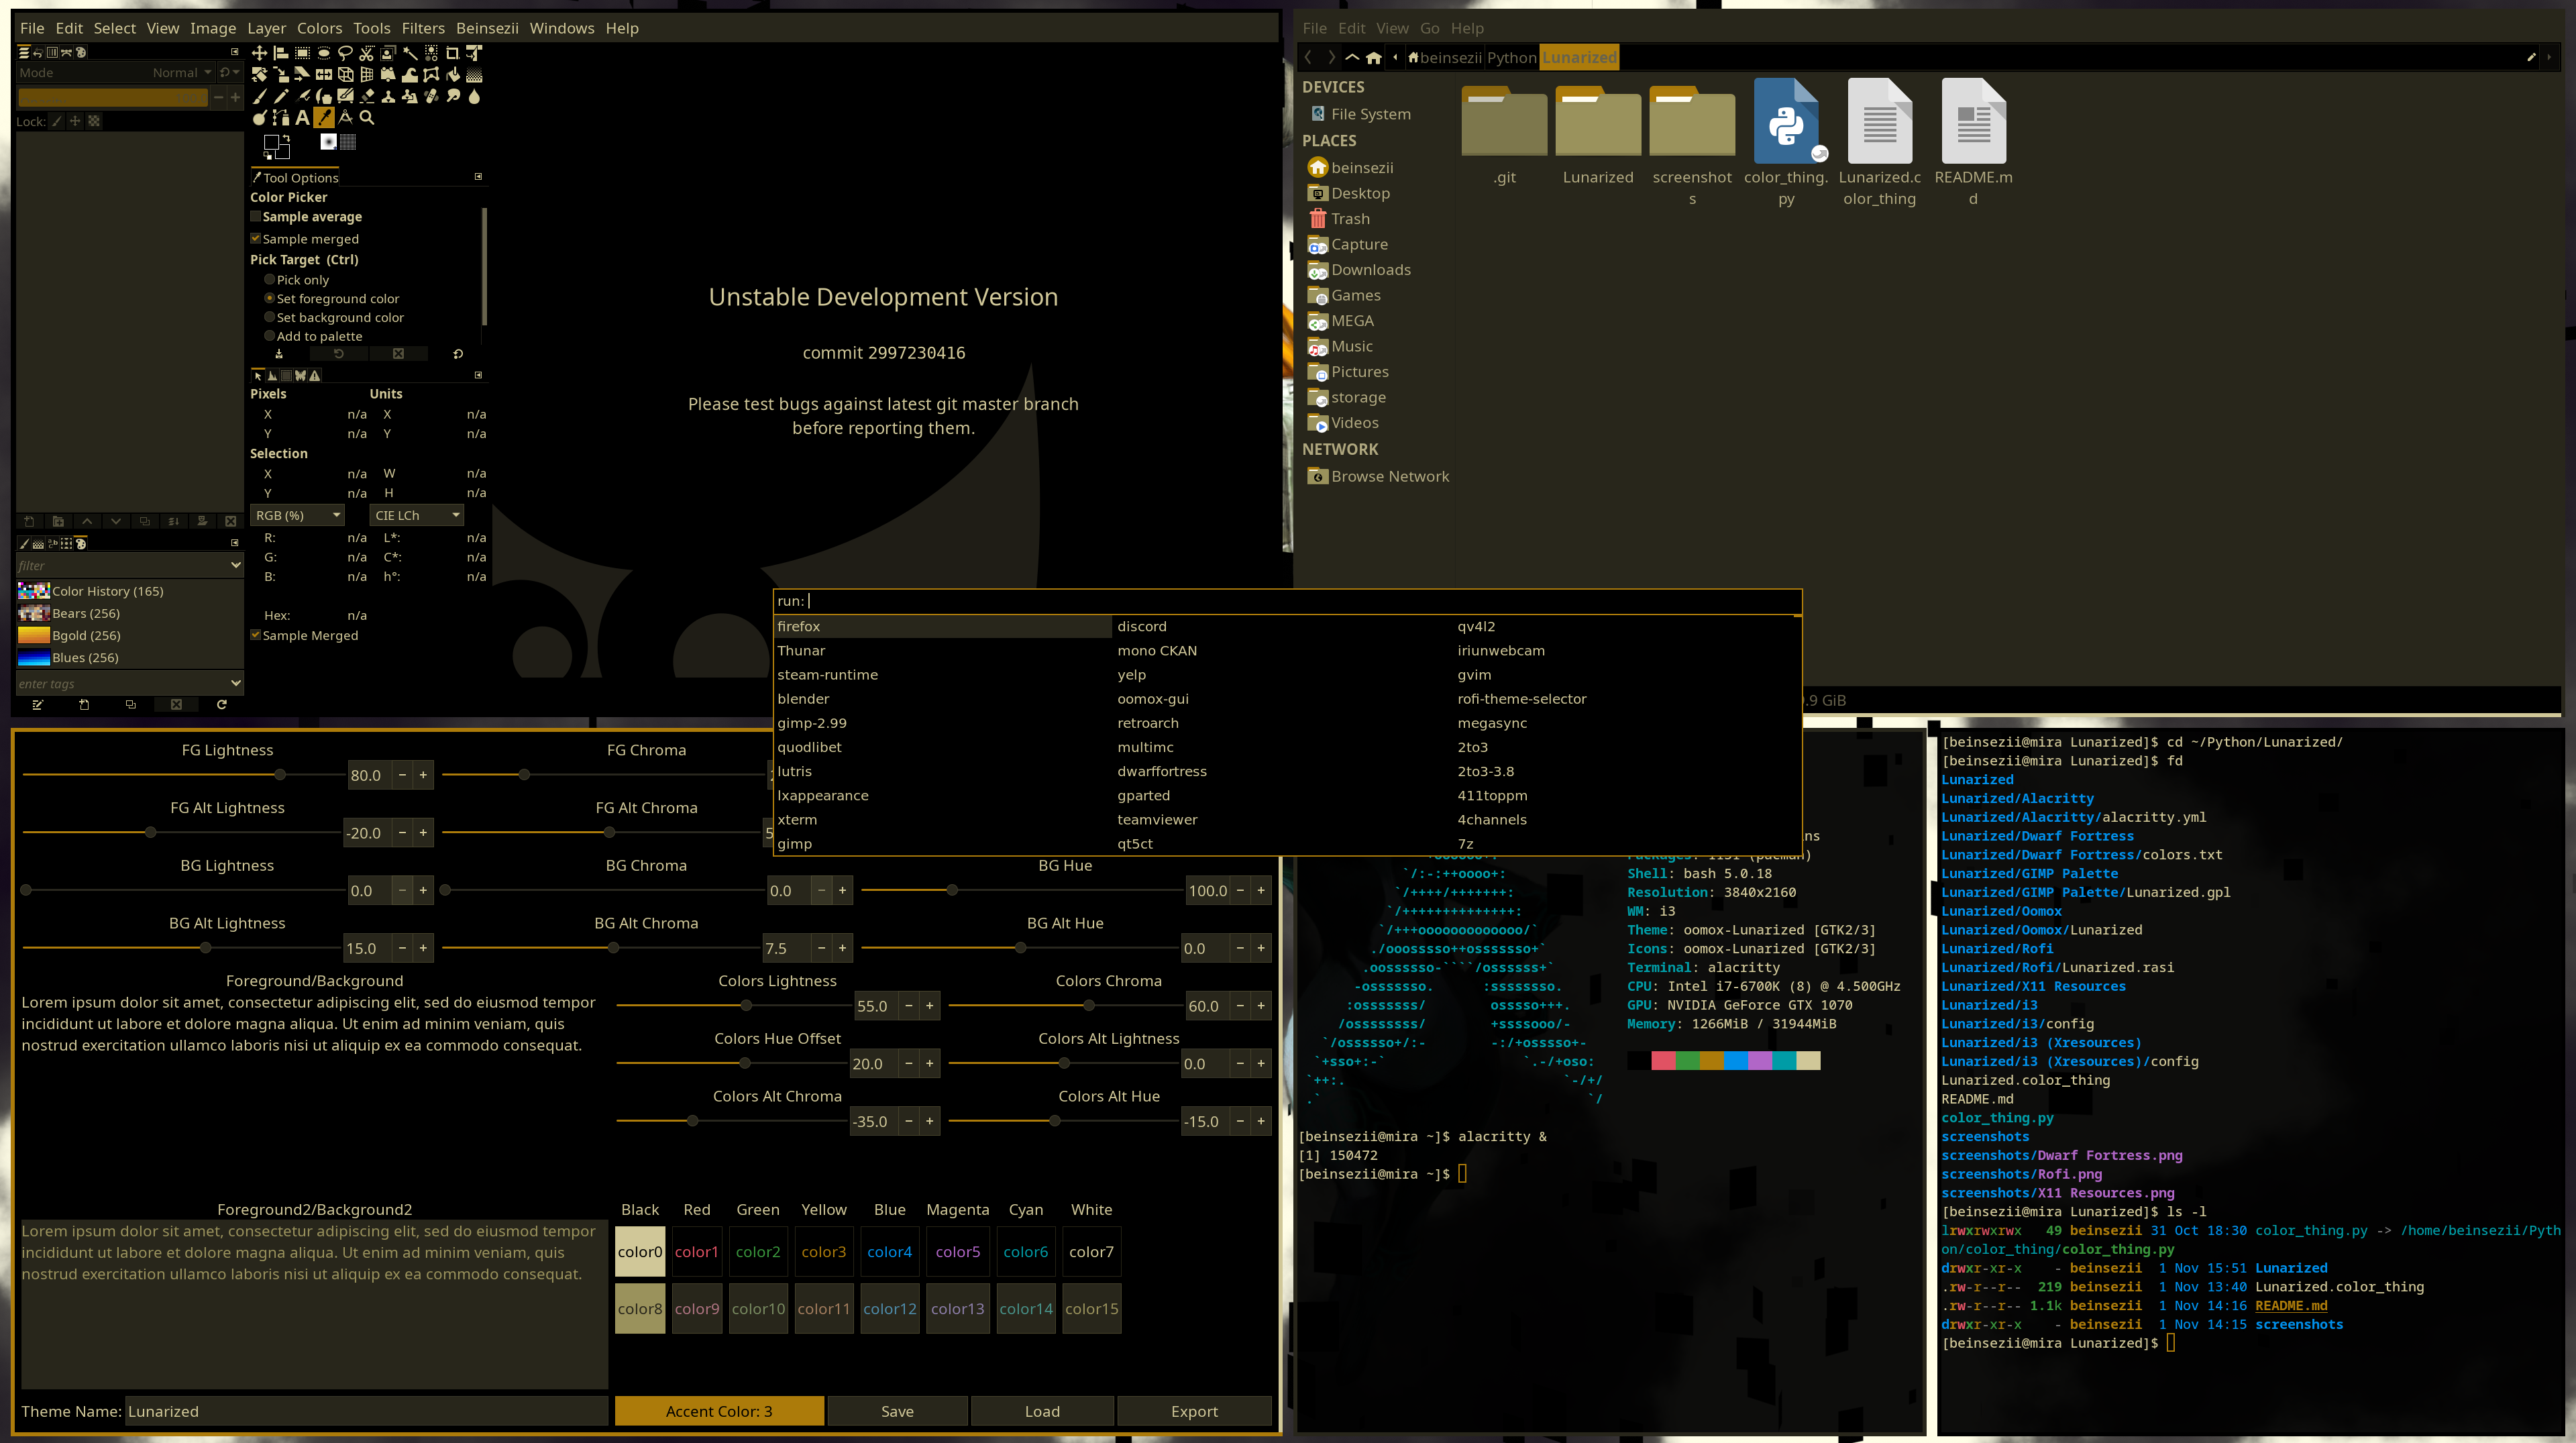 File Edit Select View Image Layer Colors Tools Filters Beinsezii Windows Help
Mode Normal
Lock:
Tool Options
Color Picker
Sample average
Sample merged
Pick Target (Ctrl)
Pick only
Set foreground color
Set background color
Add to palette
Pixels Units
X n/a X n/a
Y n/a Y n/a
Selection
X n/a W n/a
Y n/a H n/a
RGB (%) CIE LCh
R: n/a L*: n/a
G: n/a C*: n/a
B: n/a h°: n/a
Hex: n/a
Sample Merged
filter
Color History (165)
Bears (256)
Bgold (256)
Blues (256)
enter tags
Unstable Development Version
commit 2997230416
Please test bugs against latest git master branch
before reporting them.
File Edit View Go Help
beinsezii Python Lunarized
DEVICES
File System
PLACES
beinsezii
Desktop
Trash
Capture
Downloads
Games
MEGA
Music
Pictures
storage
Videos
NETWORK
Browse Network
.git Lunarized screenshot color_thing. Lunarized.c README.m
s py olor_thing d
.9 GiB
run:
firefox discord qv4l2
Thunar mono CKAN iriunwebcam
steam-runtime yelp gvim
blender oomox-gui rofi-theme-selector
gimp-2.99 retroarch megasync
quodlibet multimc 2to3
lutris dwarffortress 2to3-3.8
lxappearance gparted 411toppm
xterm teamviewer 4channels
gimp qt5ct 7z
FG Lightness FG Chroma
80.0
FG Alt Lightness FG Alt Chroma
-20.0 5
BG Lightness BG Chroma BG Hue
0.0 0.0 100.0
BG Alt Lightness BG Alt Chroma BG Alt Hue
15.0 7.5 0.0
Foreground/Background
Lorem ipsum dolor sit amet, consectetur adipiscing elit, sed do eiusmod tempor
incididunt ut labore et dolore magna aliqua. Ut enim ad minim veniam, quis
nostrud exercitation ullamco laboris nisi ut aliquip ex ea commodo consequat.
Colors Lightness Colors Chroma
55.0 60.0
Colors Hue Offset Colors Alt Lightness
20.0 0.0
Colors Alt Chroma Colors Alt Hue
-35.0 -15.0
Foreground2/Background2
Lorem ipsum dolor sit amet, consectetur adipiscing elit, sed do eiusmod tempor
incididunt ut labore et dolore magna aliqua. Ut enim ad minim veniam, quis
nostrud exercitation ullamco laboris nisi ut aliquip ex ea commodo consequat.
Black Red Green Yellow Blue Magenta Cyan White
color0 color1 color2 color3 color4 color5 color6 color7
color8 color9 color10 color11 color12 color13 color14 color15
Theme Name: Lunarized
Accent Color: 3 Save Load Export
ns
Shell: bash 5.0.18
Resolution: 3840x2160
WM: i3
Theme: oomox-Lunarized [GTK2/3]
Icons: oomox-Lunarized [GTK2/3]
Terminal: alacritty
CPU: Intel i7-6700K (8) @ 4.500GHz
GPU: NVIDIA GeForce GTX 1070
Memory: 1266MiB / 31944MiB
[beinsezii@mira ~]$ alacritty &
[1] 150472
[beinsezii@mira ~]$
[beinsezii@mira Lunarized]$ cd ~/Python/Lunarized/
[beinsezii@mira Lunarized]$ fd
Lunarized
Lunarized/Alacritty
Lunarized/Alacritty/alacritty.yml
Lunarized/Dwarf Fortress
Lunarized/Dwarf Fortress/colors.txt
Lunarized/GIMP Palette
Lunarized/GIMP Palette/Lunarized.gpl
Lunarized/Oomox
Lunarized/Oomox/Lunarized
Lunarized/Rofi
Lunarized/Rofi/Lunarized.rasi
Lunarized/X11 Resources
Lunarized/i3
Lunarized/i3/config
Lunarized/i3 (Xresources)
Lunarized/i3 (Xresources)/config
Lunarized.color_thing
README.md
color_thing.py
screenshots
screenshots/Dwarf Fortress.png
screenshots/Rofi.png
screenshots/X11 Resources.png
[beinsezii@mira Lunarized]$ ls -l
lrwxrwxrwx 49 beinsezii 31 Oct 18:30 color_thing.py -> /home/beinsezii/Pyth
on/color_thing/color_thing.py
drwxr-xr-x - beinsezii 1 Nov 15:51 Lunarized
.rw-r--r-- 219 beinsezii 1 Nov 13:40 Lunarized.color_thing
.rw-r--r-- 1.1k beinsezii 1 Nov 14:16 README.md
drwxr-xr-x - beinsezii 1 Nov 14:15 screenshots
[beinsezii@mira Lunarized]$